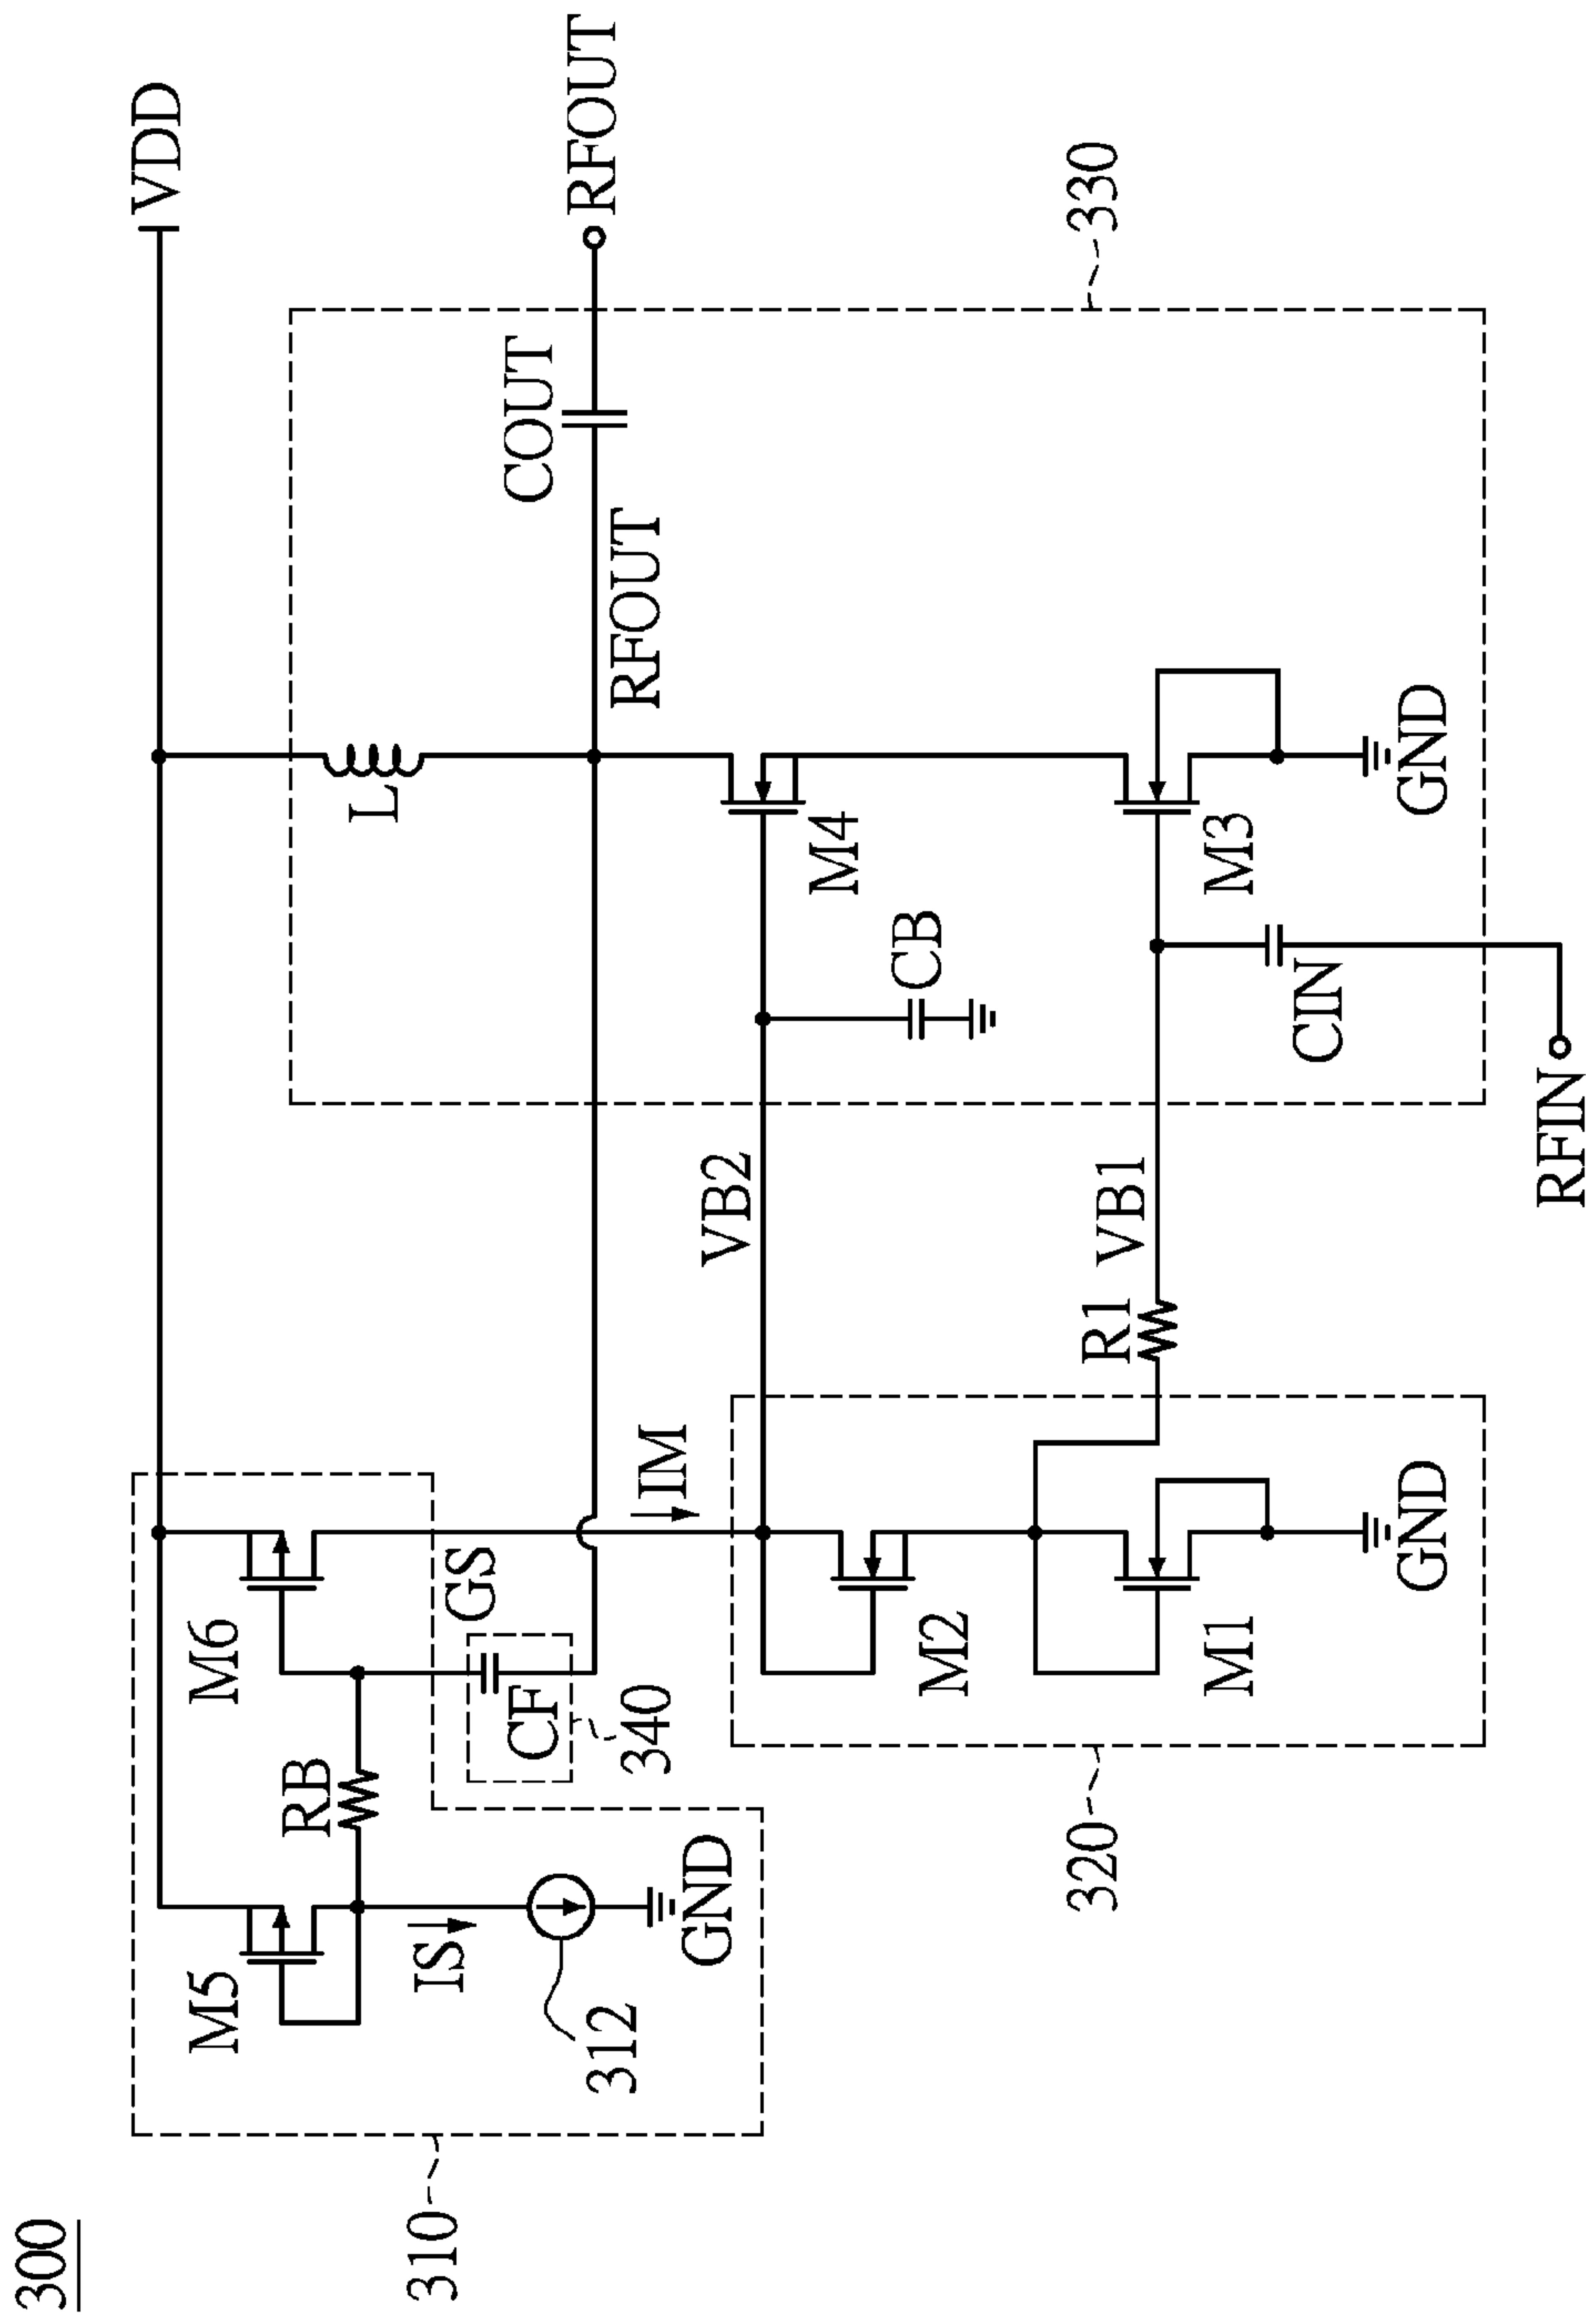 300
VDD
M5
M6
RB
L
COUT
RFOUT
312
IS
GND
CF
340
GS
IM
RFOUT
310
VB2
M4
CB
M2
R1
VB1
M3
CIN
M1
GND
GND
320
330
RFIN